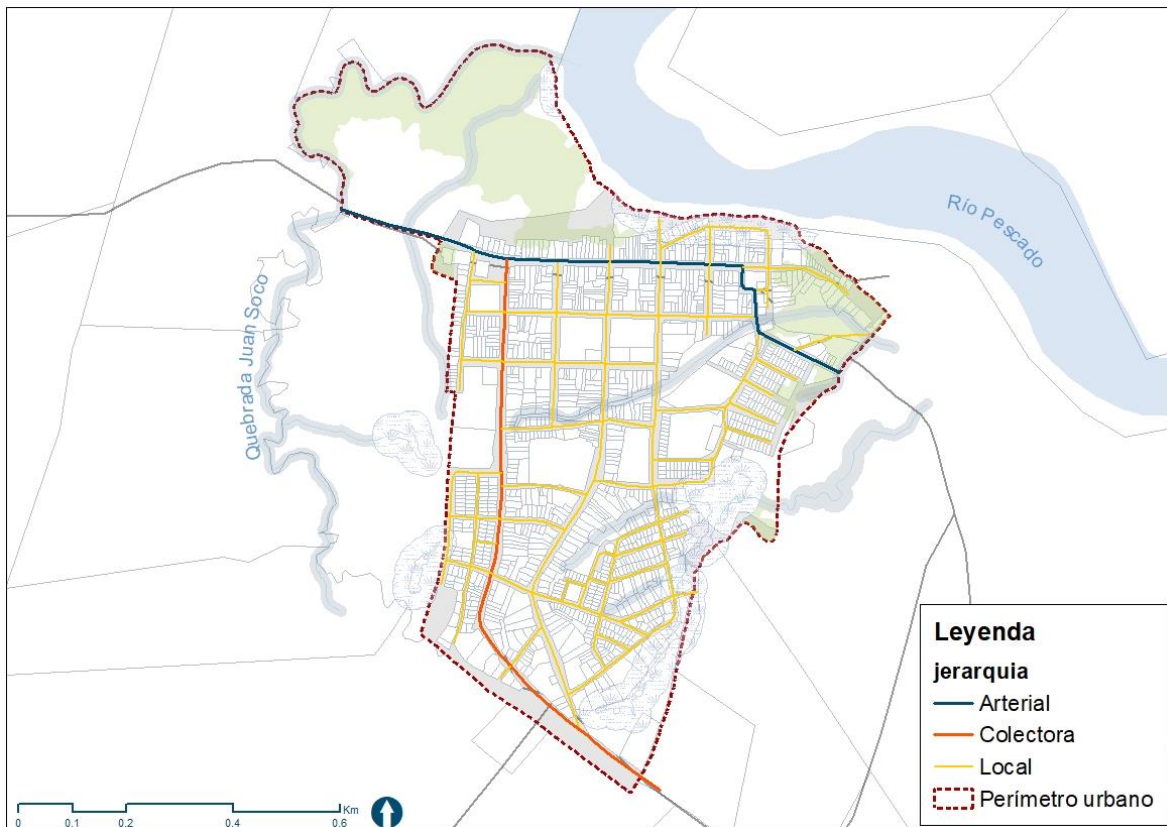 Río Pescado
Quebrada Juan Soco
Leyenda
jerarquia
Arterial
Colectora
Local
Perímetro urbano
Km
0 0.1 0.2 0.4 0.6